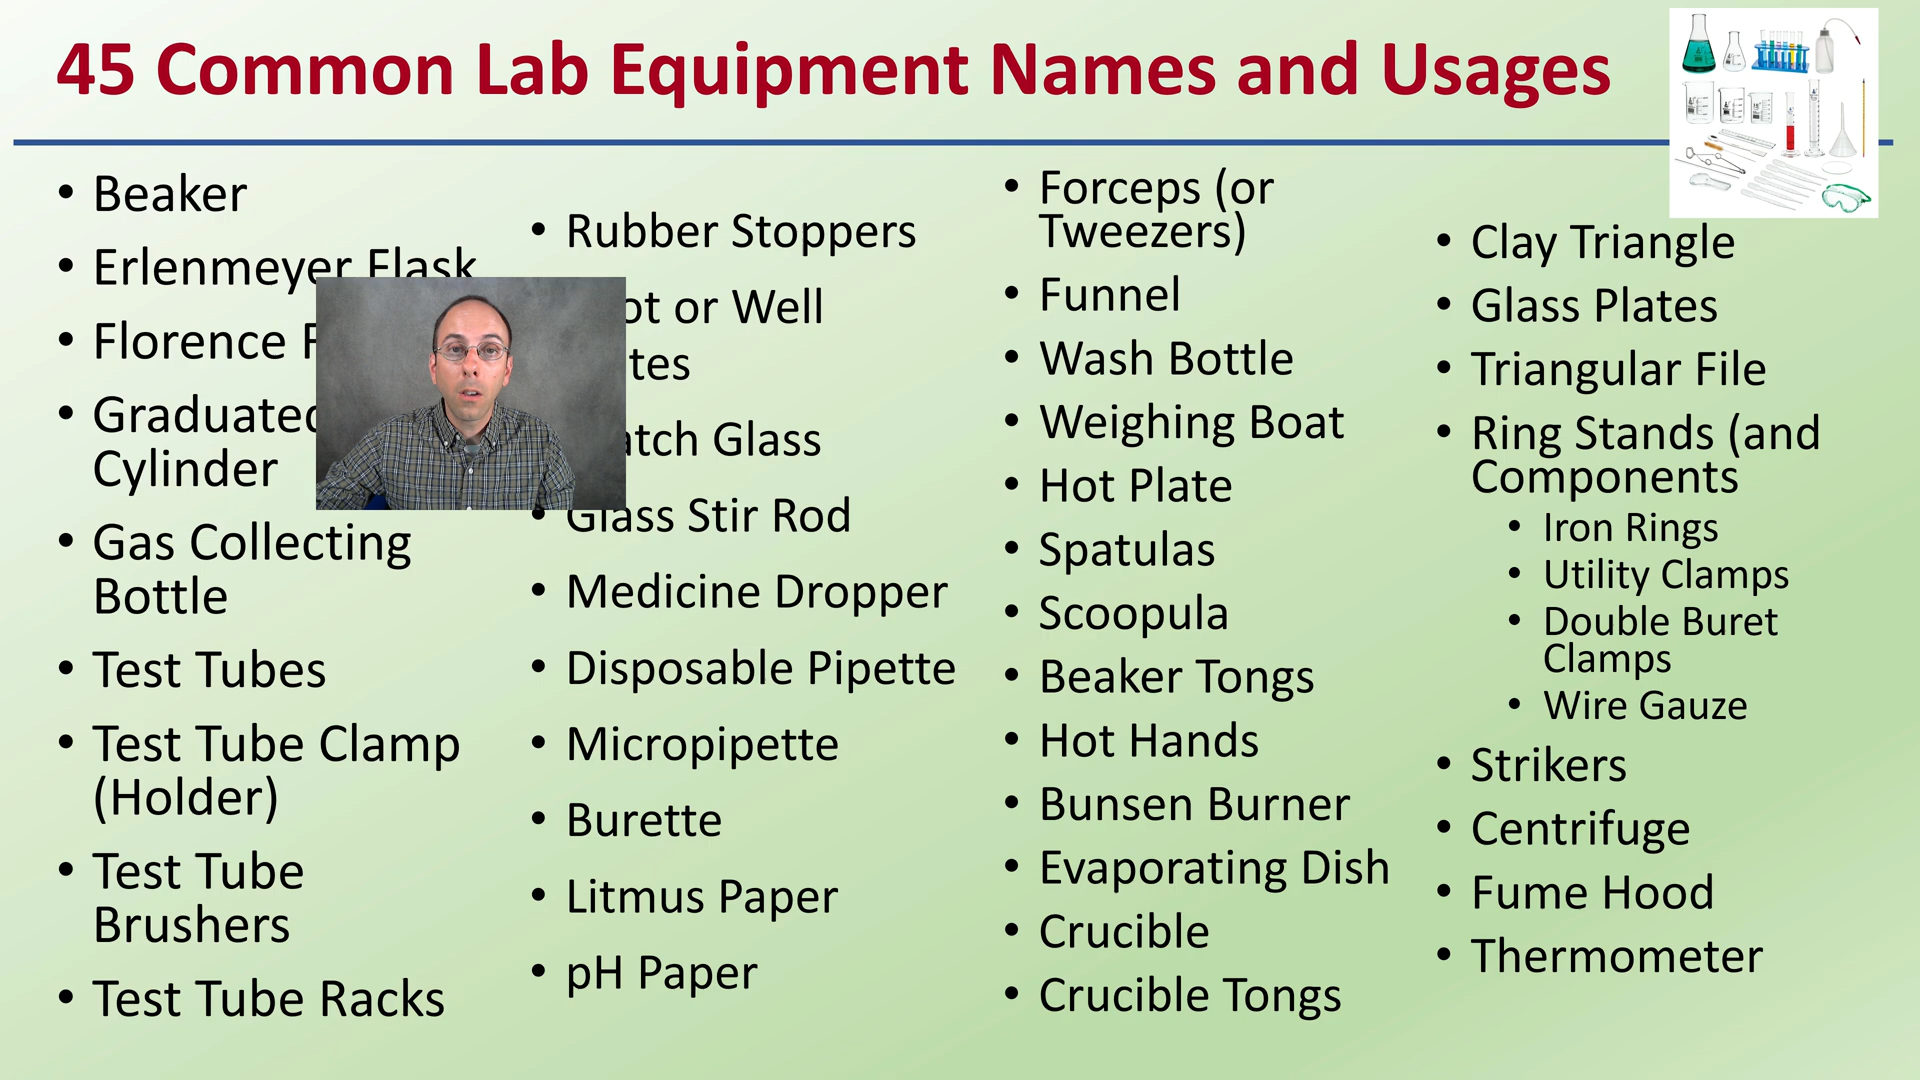 45 Common Lab Equipment Names and Usages
• Beaker
• Erlenmeyer Flask
• Florence
• Graduated
Cylinder
• Gas Collecting
Bottle
• Test Tubes
• Test Tube Clamp
(Holder)
• Test Tube
Brushers
• Test Tube Racks
• Rubber Stoppers
or Well
• Glass
• Glass Stir Rod
• Medicine Dropper
• Disposable Pipette
• Micropipette
• Burette
• Litmus Paper
• pH Paper
• Forceps (or
Tweezers)
• Funnel
• Wash Bottle
• Weighing Boat
• Hot Plate
• Spatulas
• Scoopula
• Beaker Tongs
• Hot Hands
• Bunsen Burner
• Evaporating Dish
• Crucible
• Crucible Tongs
• Clay Triangle
• Glass Plates
• Triangular File
• Ring Stands (and
Components
• Iron Rings
• Utility Clamps
• Double Buret
Clamps
• Wire Gauze
• Strikers
• Centrifuge
• Fume Hood
• Thermometer